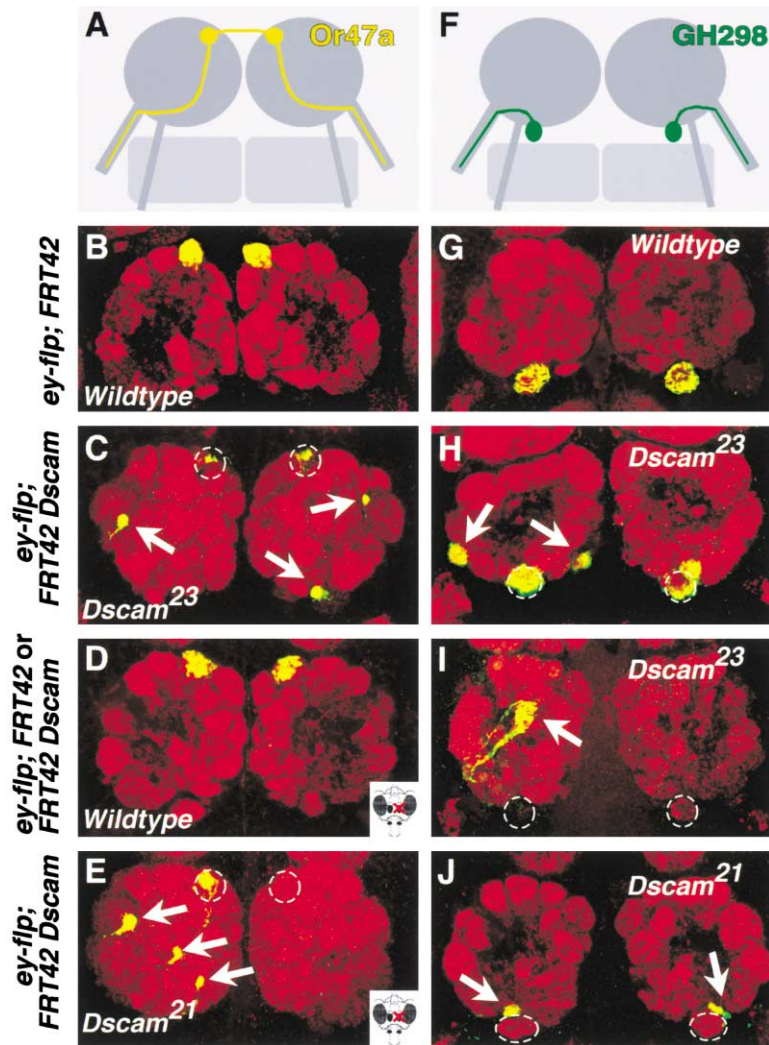 A
Or47a
F
GH298
ey-flp; FRT42
B
Wildtype
G
Wildtype
ey-flp;
FRT42 Dscam
C
Dscam23
H
Dscam23
ey-flp; FRT42 or
FRT42 Dscam
D
Wildtype
I
Dscam23
ey-flp;
FRT42 Dscam
E
Dscam21
J
Dscam21